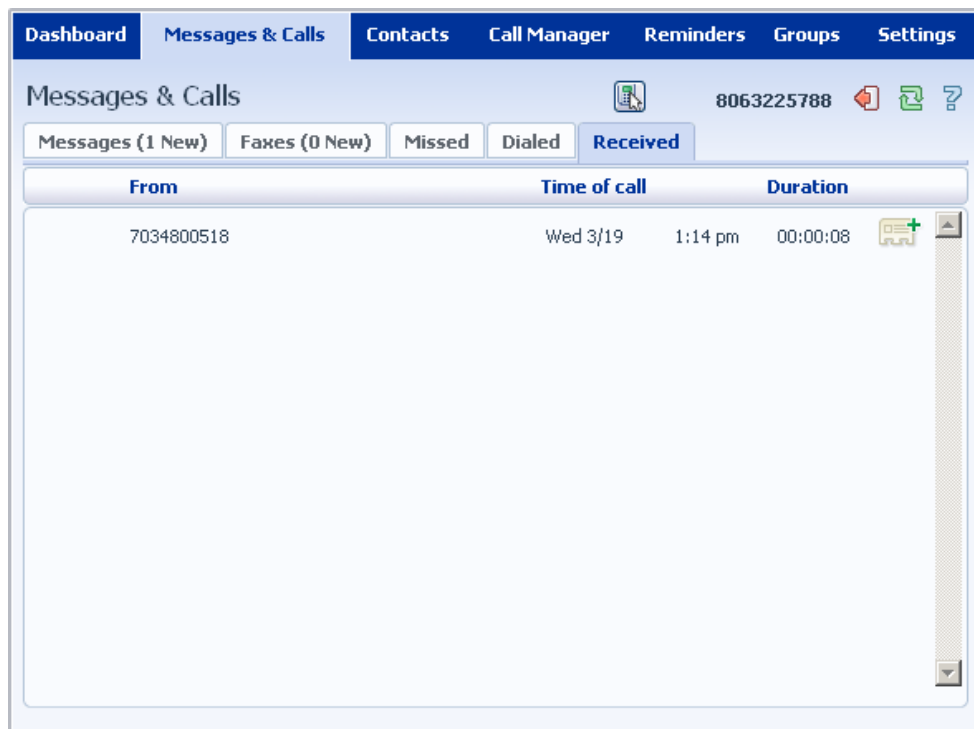 Dashboard Messages & Calls Contacts Call Manager Reminders Groups Settings
Messages & Calls 8063225788
Messages (1 New) Faxes (0 New) Missed Dialed Received
From Time of call Duration
7034800518 Wed 3/19 1:14 pm 00:00:08